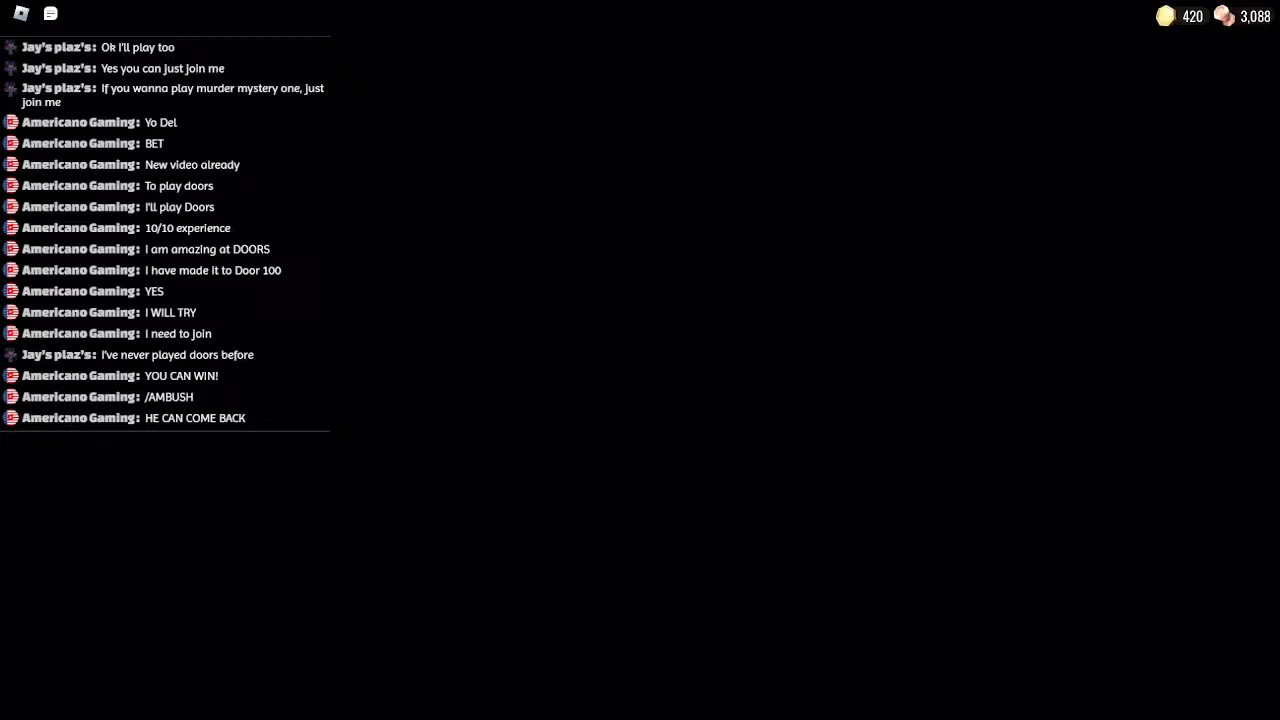 420 3,088
Jay's plaz's: Ok I'll play too
Jay's plaz's: Yes you can just join me
Jay's plaz's: If you wanna play murder mystery one, just
join me
Americano Gaming: Yo Del
Americano Gaming: BET
Americano Gaming: New video already
Americano Gaming: To play doors
Americano Gaming: I'll play Doors
Americano Gaming: 10/10 experience
Americano Gaming: I am amazing at DOORS
Americano Gaming: I have made it to Door 100
Americano Gaming: YES
Americano Gaming: I WILL TRY
Americano Gaming: I need to join
Jay's plaz's: I've never played doors before
Americano Gaming: YOU CAN WIN!
Americano Gaming: /AMBUSH
Americano Gaming: HE CAN COME BACK